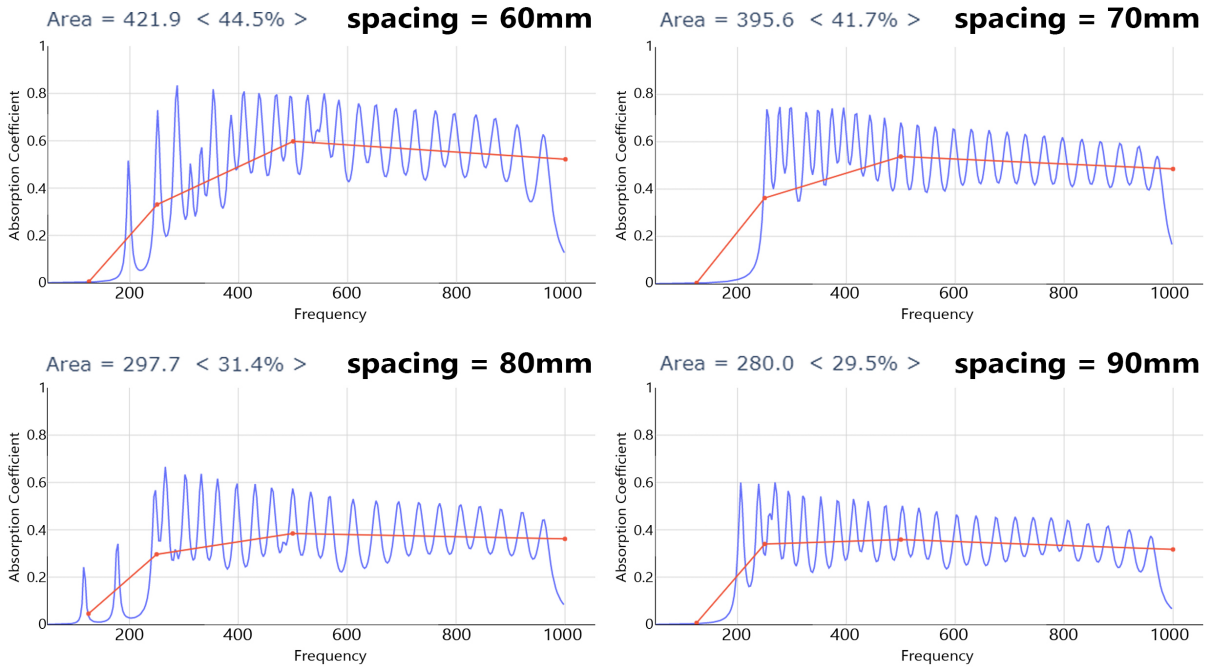 Area = 421.9 < 44.5% >
spacing = 60mm
1
0.8
0.6
0.4
0.2
0
Absorption Coefficient
200
400
600
800
1000
Frequency
Area = 395.6 < 41.7% >
spacing = 70mm
1
0.8
0.6
0.4
0.2
0
Absorption Coefficient
200
400
600
800
1000
Frequency
Area = 297.7 < 31.4% >
spacing = 80mm
1
0.8
0.6
0.4
0.2
0
Absorption Coefficient
200
400
600
800
1000
Frequency
Area = 280.0 < 29.5% >
spacing = 90mm
1
0.8
0.6
0.4
0.2
0
Absorption Coefficient
200
400
600
800
1000
Frequency